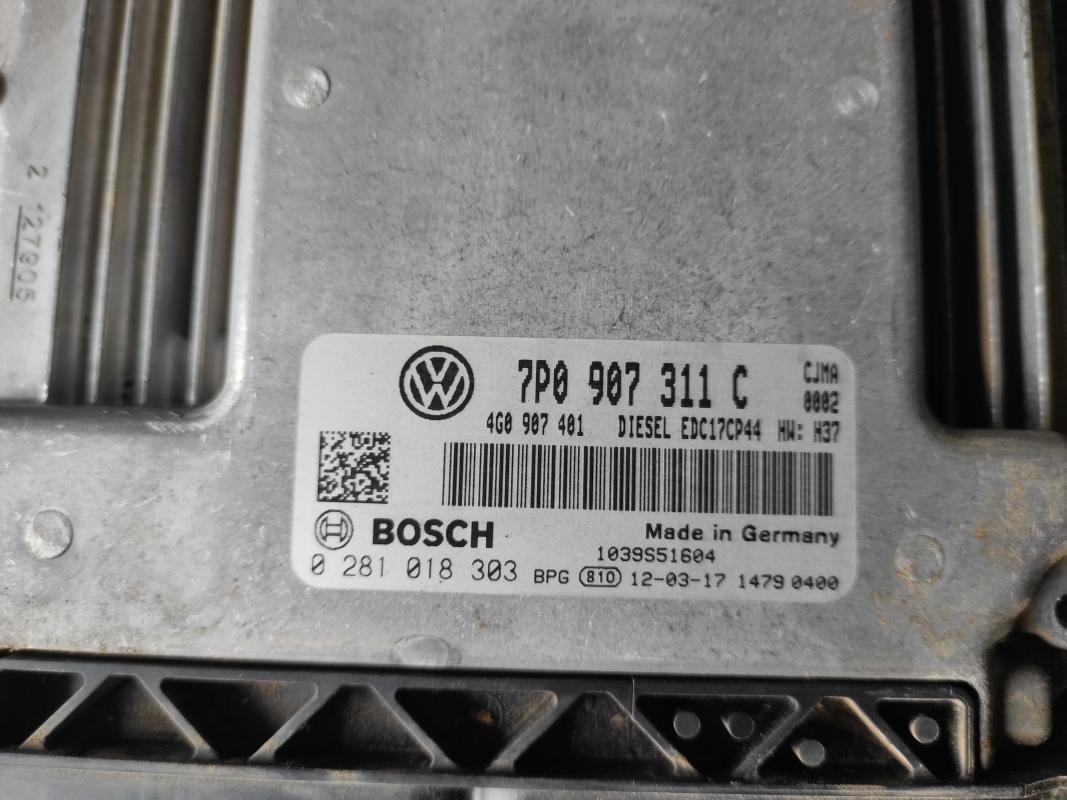 2 127906
7P0 907 311 C
CJMA
0002
4G0 907 401 DIESEL EDC17CP44 HW: H37
BOSCH
Made in Germany
1039S51604
0 281 018 303 BPG 810 12-03-17 1479 0400